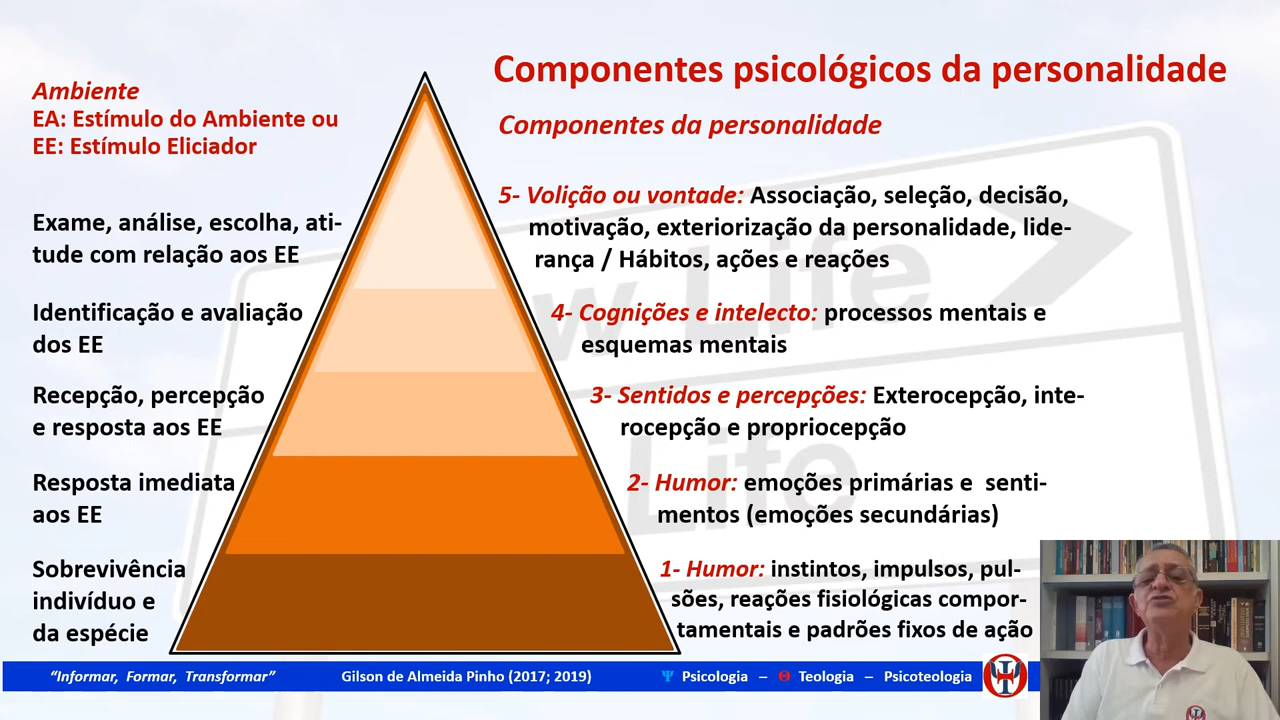 Componentes psicológicos da personalidade
Ambiente
EA: Estímulo do Ambiente ou
EE: Estímulo Eliciador
Componentes da personalidade
Exame, análise, escolha, ati-
tude com relação aos EE
5- Volição ou vontade: Associação, seleção, decisão,
motivação, exteriorização da personalidade, lide-
rança / Hábitos, ações e reações
Identificação e avaliação
dos EE
4- Cognições e intelecto: processos mentais e
esquemas mentais
Recepção, percepção
e resposta aos EE
3- Sentidos e percepções: Exterocepção, inte-
rocepção e propriocepção
Resposta imediata
aos EE
2- Humor: emoções primárias e senti-
mentos (emoções secundárias)
Sobrevivência
indivíduo e
da espécie
1- Humor: instintos, impulsos, pul-
sões, reações fisiológicas compor-
tamentais e padrões fixos de ação
w Life
Life
“Informar, Formar, Transformar” Gilson de Almeida Pinho (2017; 2019) Ψ Psicologia – Θ Teologia – Psicoteologia